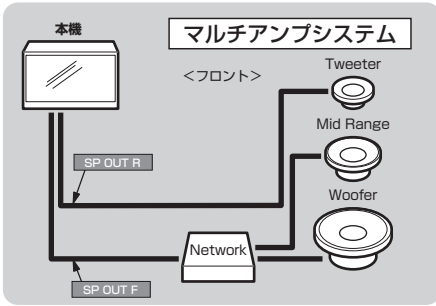 本機
マルチアンプシステム
<フロント>
Tweeter
Mid Range
SP OUT R
Woofer
Network
SP OUT F